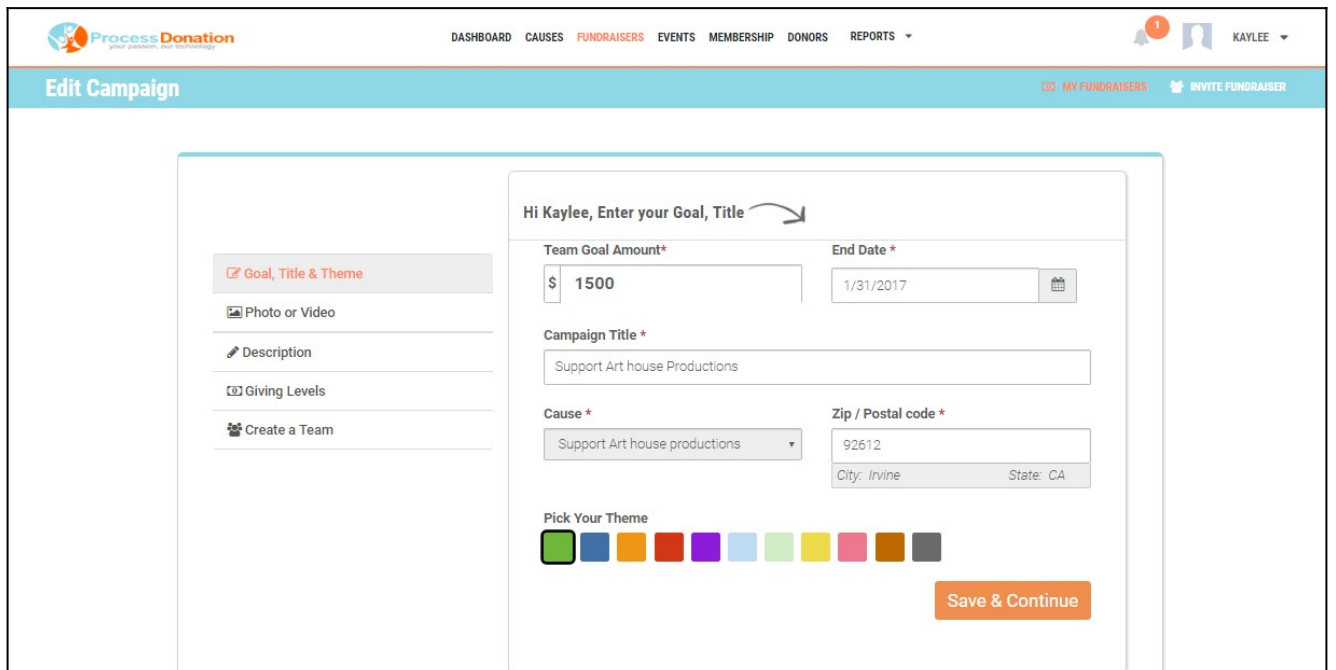 Process Donation
your passion, our technology
DASHBOARD CAUSES FUNDRAISERS EVENTS MEMBERSHIP DONORS REPORTS
1
KAYLEE
Edit Campaign
MY FUNDRAISERS INVITE FUNDRAISER
Hi Kaylee, Enter your Goal, Title
Goal, Title & Theme
Photo or Video
Description
Giving Levels
Create a Team
Team Goal Amount* End Date *
$ 1500 1/31/2017
Campaign Title *
Support Art house Productions
Cause * Zip / Postal code *
Support Art house productions 92612
City: Irvine State: CA
Pick Your Theme
Save & Continue